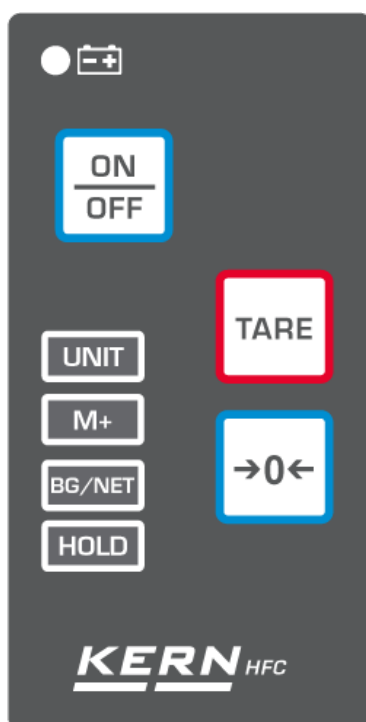 ON
OFF
TARE
UNIT
M+
→0←
BG/NET
HOLD
KERN HFC